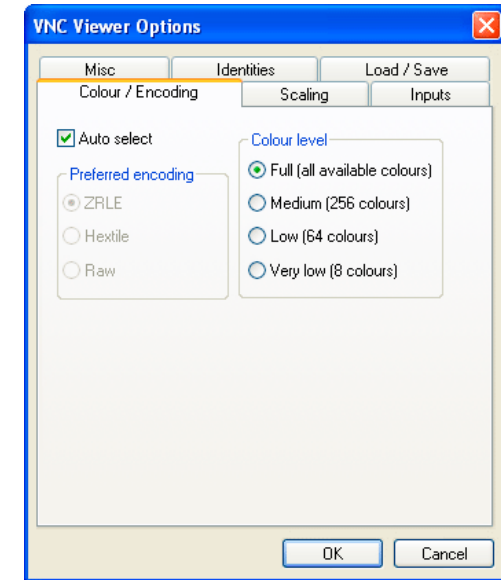 VNC Viewer Options
Misc Identities Load / Save
Colour / Encoding Scaling Inputs
Auto select
Preferred encoding
ZRLE
Hextile
Raw
Colour level
Full (all available colours)
Medium (256 colours)
Low (64 colours)
Very low (8 colours)
OK Cancel